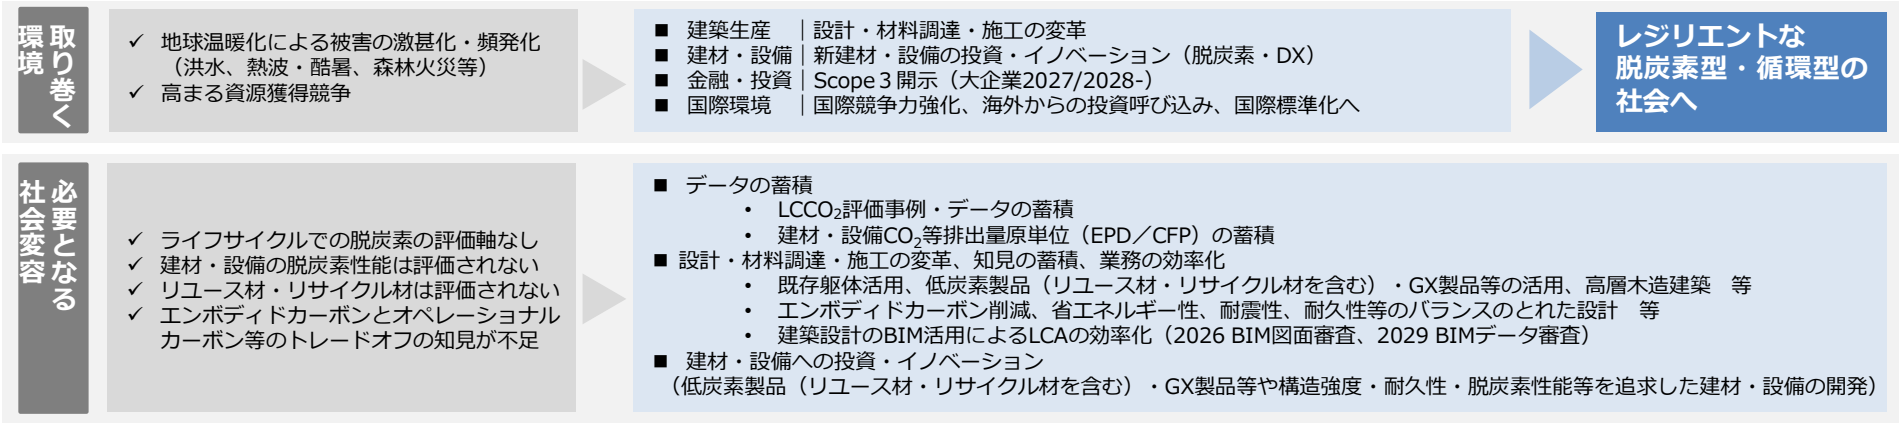 取り巻く
環境
✓ 地球温暖化による被害の激甚化・頻発化
（洪水、熱波・酷暑、森林火災等）
✓ 高まる資源獲得競争
■ 建築生産　｜設計・材料調達・施工の変革
■ 建材・設備｜新建材・設備の投資・イノベーション（脱炭素・DX）
■ 金融・投資｜Scope３開示（大企業2027/2028-）
■ 国際環境　｜国際競争力強化、海外からの投資呼び込み、国際標準化へ
レジリエントな
脱炭素型・循環型の
社会へ
必要となる
社会変容
✓ ライフサイクルでの脱炭素の評価軸なし
✓ 建材・設備の脱炭素性能は評価されない
✓ リユース材・リサイクル材は評価されない
✓ エンボディドカーボンとオペレーショナル
カーボン等のトレードオフの知見が不足
■ データの蓄積
• LCCO₂評価事例・データの蓄積
• 建材・設備CO₂等排出量原単位（EPD／CFP）の蓄積
■ 設計・材料調達・施工の変革、知見の蓄積、業務の効率化
• 既存躯体活用、低炭素製品（リユース材・リサイクル材を含む）・GX製品等の活用、高層木造建築　等
• エンボディドカーボン削減、省エネルギー性、耐震性、耐久性等のバランスのとれた設計　等
• 建築設計のBIM活用によるLCAの効率化（2026 BIM図面審査、2029 BIMデータ審査）
■ 建材・設備への投資・イノベーション
（低炭素製品（リユース材・リサイクル材を含む）・GX製品等や構造強度・耐久性・脱炭素性能等を追求した建材・設備の開発）